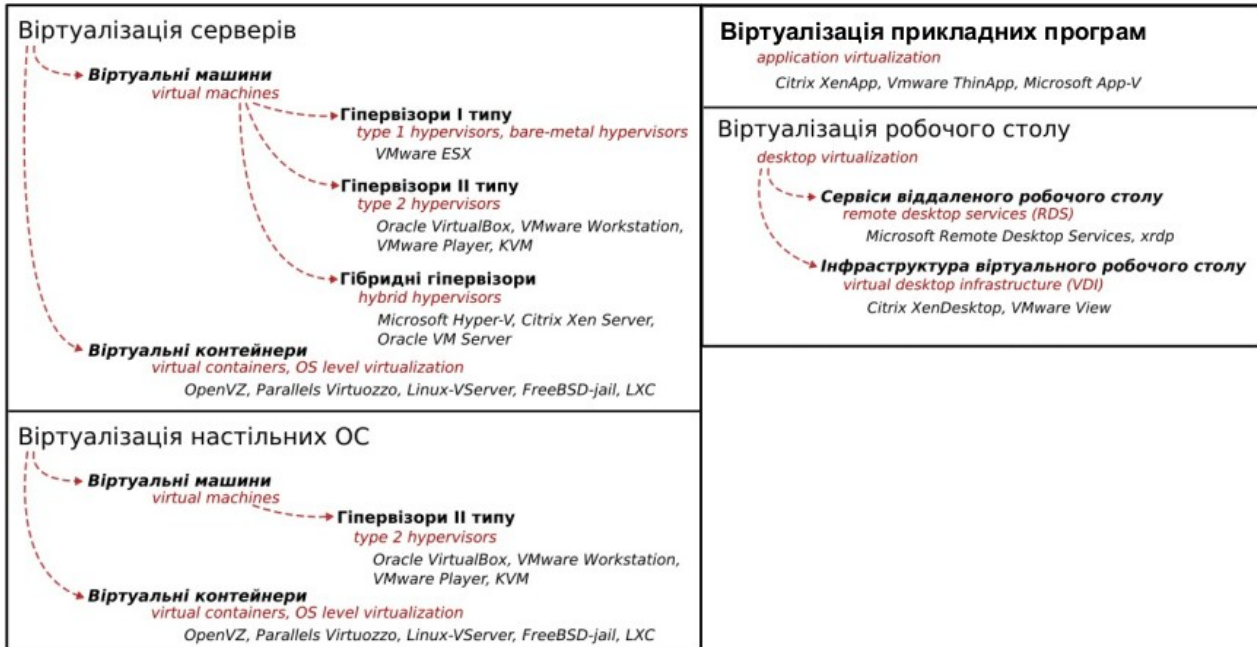 Віртуалізація серверів
Віртуальні машини
virtual machines
Гіпервізори I типу
type 1 hypervisors, bare-metal hypervisors
VMware ESX
Гіпервізори II типу
type 2 hypervisors
Oracle VirtualBox, VMware Workstation,
VMware Player, KVM
Гібридні гіпервізори
hybrid hypervisors
Microsoft Hyper-V, Citrix Xen Server,
Oracle VM Server
Віртуальні контейнери
virtual containers, OS level virtualization
OpenVZ, Parallels Virtuozzo, Linux-VServer, FreeBSD-jail, LXC
Віртуалізація настільних ОС
Віртуальні машини
virtual machines
Гіпервізори II типу
type 2 hypervisors
Oracle VirtualBox, VMware Workstation,
VMware Player, KVM
Віртуальні контейнери
virtual containers, OS level virtualization
OpenVZ, Parallels Virtuozzo, Linux-VServer, FreeBSD-jail, LXC
Віртуалізація прикладних програм
application virtualization
Citrix XenApp, Vmware ThinApp, Microsoft App-V
Віртуалізація робочого столу
desktop virtualization
Сервіси віддаленого робочого столу
remote desktop services (RDS)
Microsoft Remote Desktop Services, xrdp
Інфраструктура віртуального робочого столу
virtual desktop infrastructure (VDI)
Citrix XenDesktop, VMware View